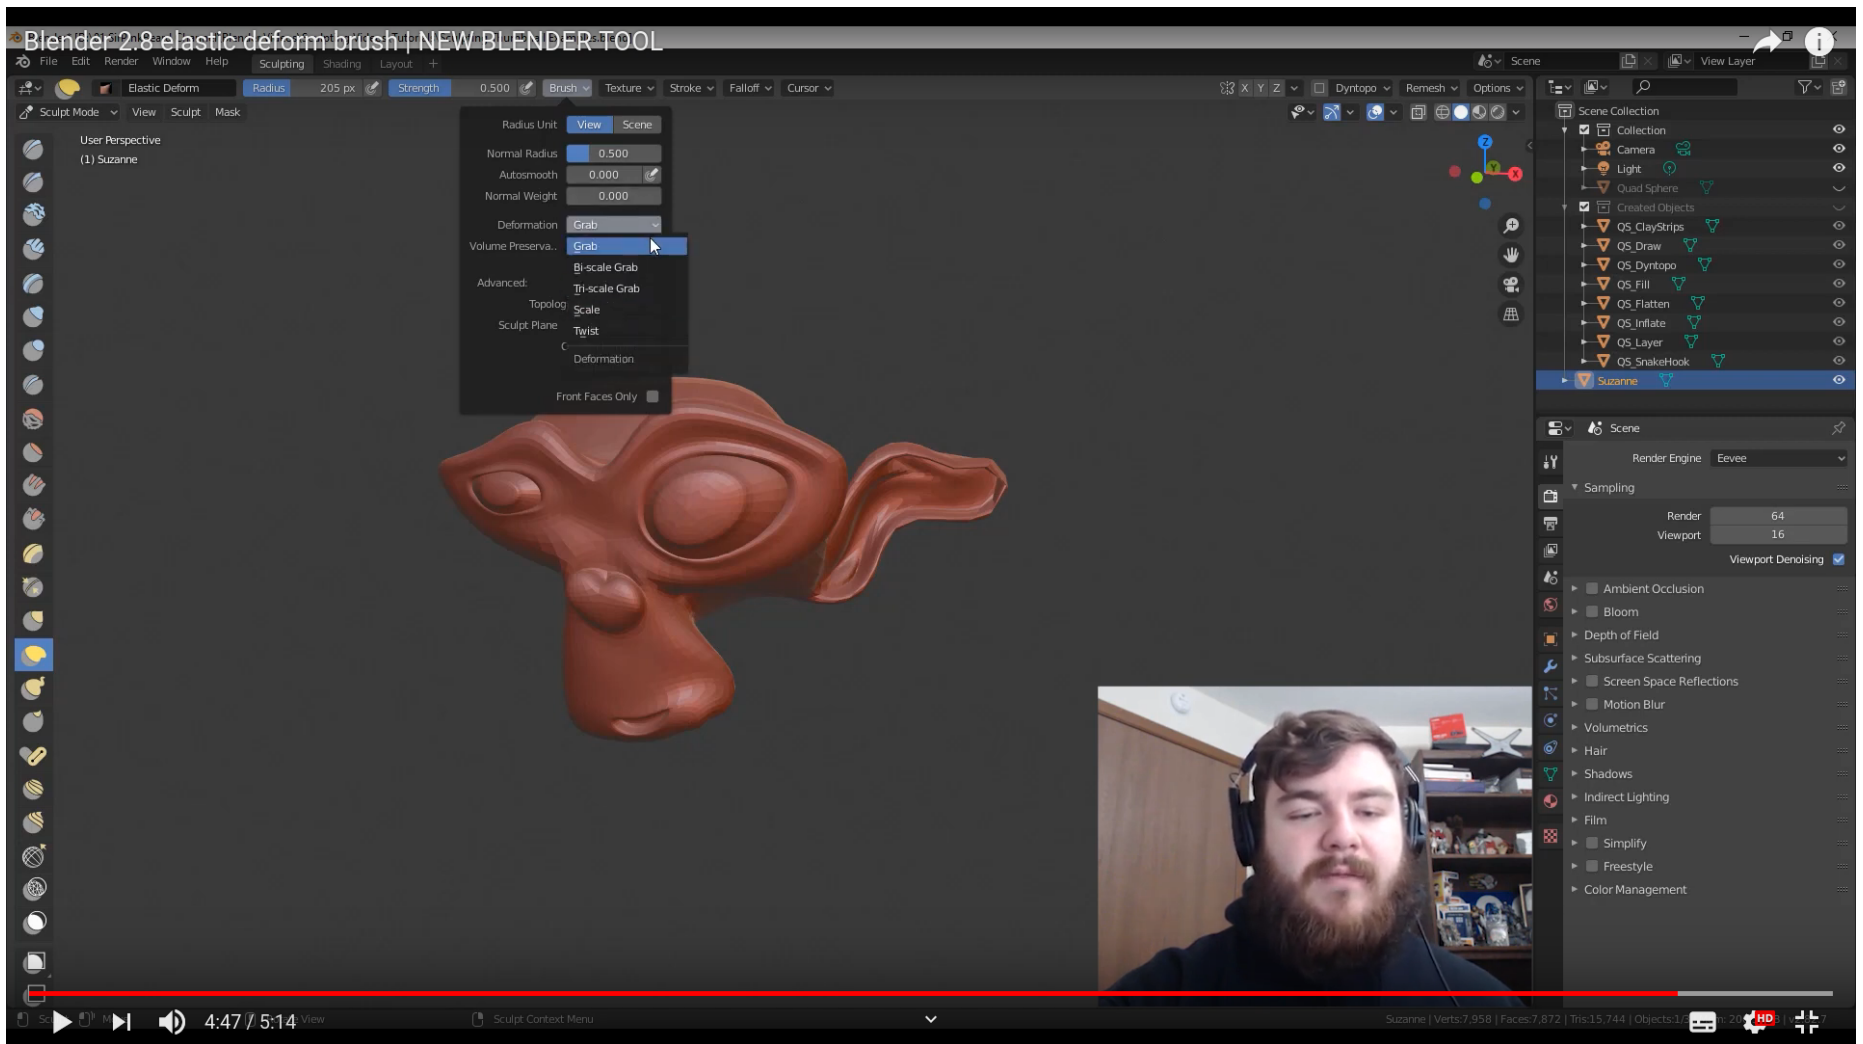 Blender 2.8 elastic deform brush | NEW BLENDER TOOL
File Edit Render Window Help Sculpting Shading Layout +
Scene View Layer
Elastic Deform Radius 205 px Strength 0.500 Brush Texture Stroke Falloff Cursor X Y Z Dyntopo Remesh Options
Sculpt Mode View Sculpt Mask
User Perspective
(1) Suzanne
Radius Unit View Scene
Normal Radius 0.500
Autosmooth 0.000
Normal Weight 0.000
Deformation Grab
Volume Preserva..
Grab
Bi-scale Grab
Tri-scale Grab
Scale
Twist
Deformation
Advanced:
Topolog
Sculpt Plane
Front Faces Only
Z
Y
X
Scene Collection
Collection
Camera
Light
Quad Sphere
Created Objects
QS_ClayStrips
QS_Draw
QS_Dyntopo
QS_Fill
QS_Flatten
QS_Inflate
QS_Layer
QS_SnakeHook
Suzanne
Scene
Render Engine Eevee
Sampling
Render 64
Viewport 16
Viewport Denoising
Ambient Occlusion
Bloom
Depth of Field
Subsurface Scattering
Screen Space Reflections
Motion Blur
Volumetrics
Hair
Shadows
Indirect Lighting
Film
Simplify
Freestyle
Color Management
4:47 / 5:14
View
Sculpt Context Menu
Suzanne | Verts:7,958 | Faces:7,872 | Tris:15,744
HD